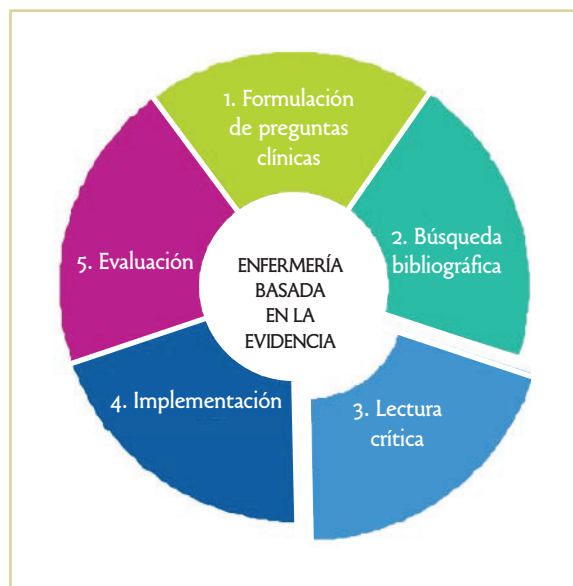 1. Formulación
de preguntas
clínicas
2. Búsqueda
bibliográfica
3. Lectura
crítica
4. Implementación
5. Evaluación
ENFERMERÍA
BASADA
EN LA
EVIDENCIA